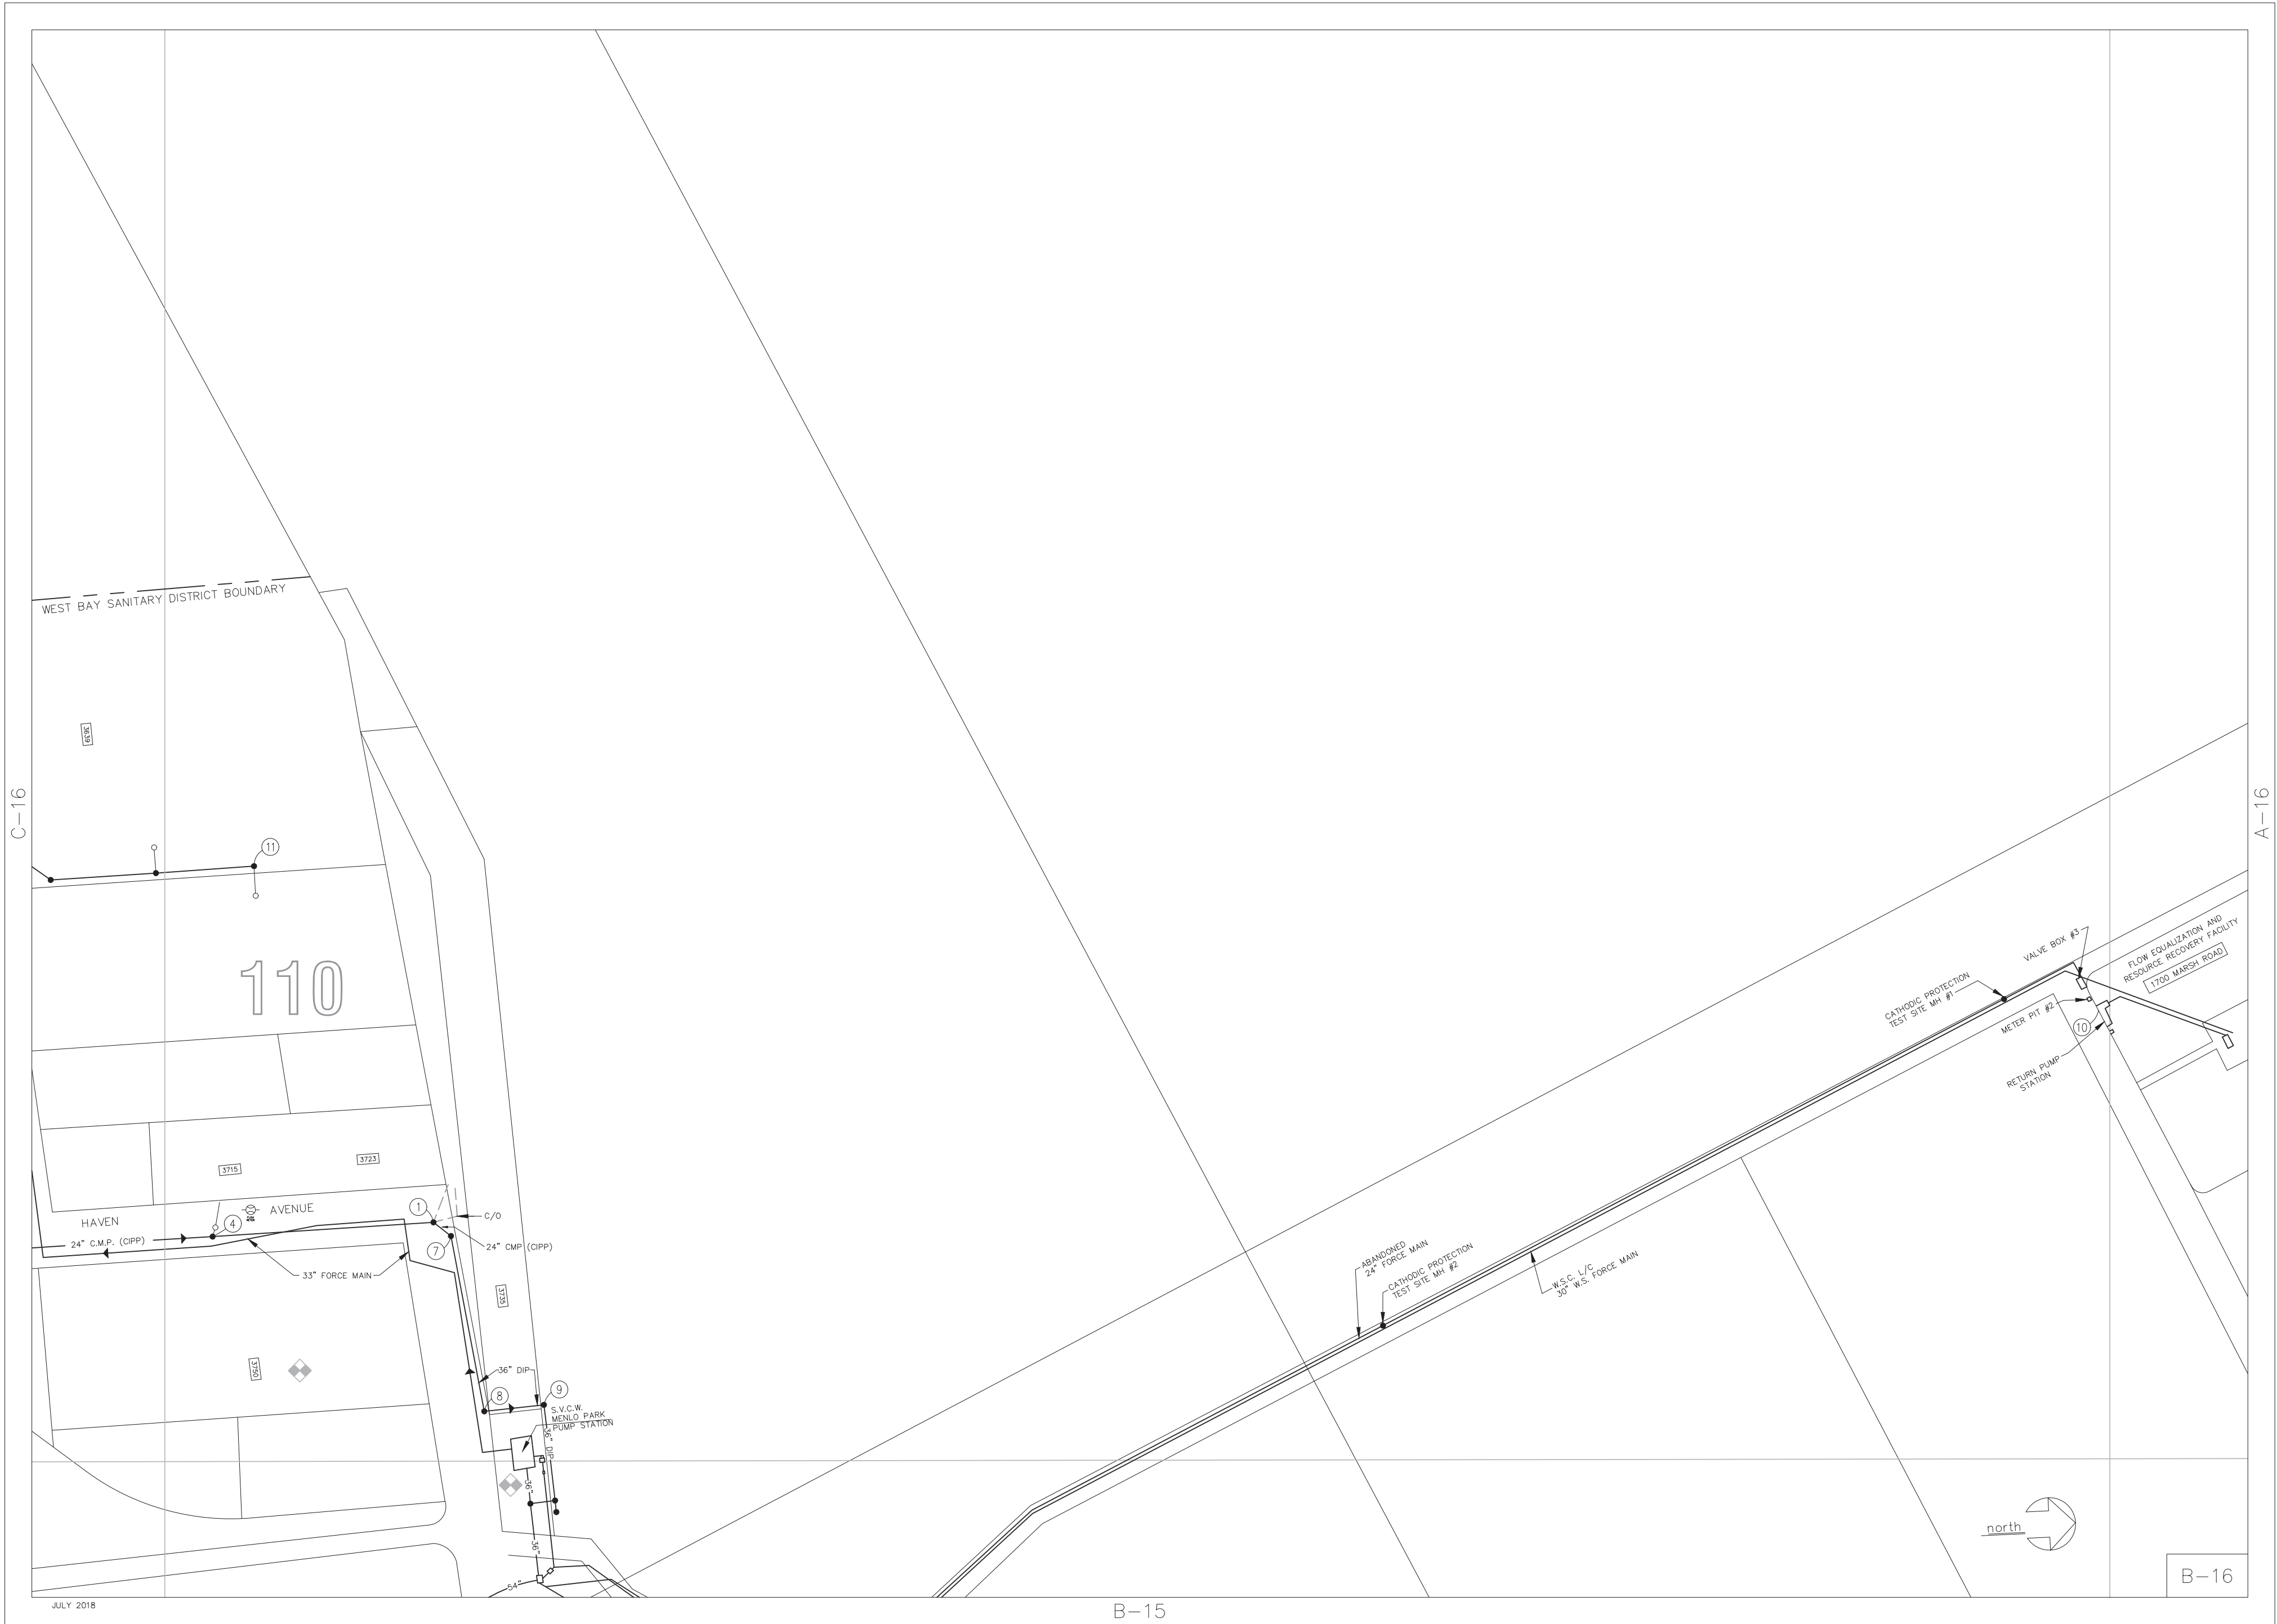 WEST BAY SANITARY DISTRICT BOUNDARY
3639
C-16
A-16
11
110
VALVE BOX #3
FLOW EQUALIZATION AND
RESOURCE RECOVERY FACILITY
1700 MARSH ROAD
CATHODIC PROTECTION
TEST SITE MH #1
METER PIT #2
10
RETURN PUMP
STATION
3715
3723
HAVEN
AVENUE
4
1
C/O
24" C.M.P. (CIPP)
7
24" CMP (CIPP)
33" FORCE MAIN
3735
ABANDONED
24" FORCE MAIN
CATHODIC PROTECTION
TEST SITE MH #2
W.S.C. L/C
30" W.S. FORCE MAIN
3750
36" DIP
8
9
S.V.C.W.
MENLO PARK
PUMP STATION
36" DIP
36"
36"
54"
north
B-16
JULY 2018
B-15